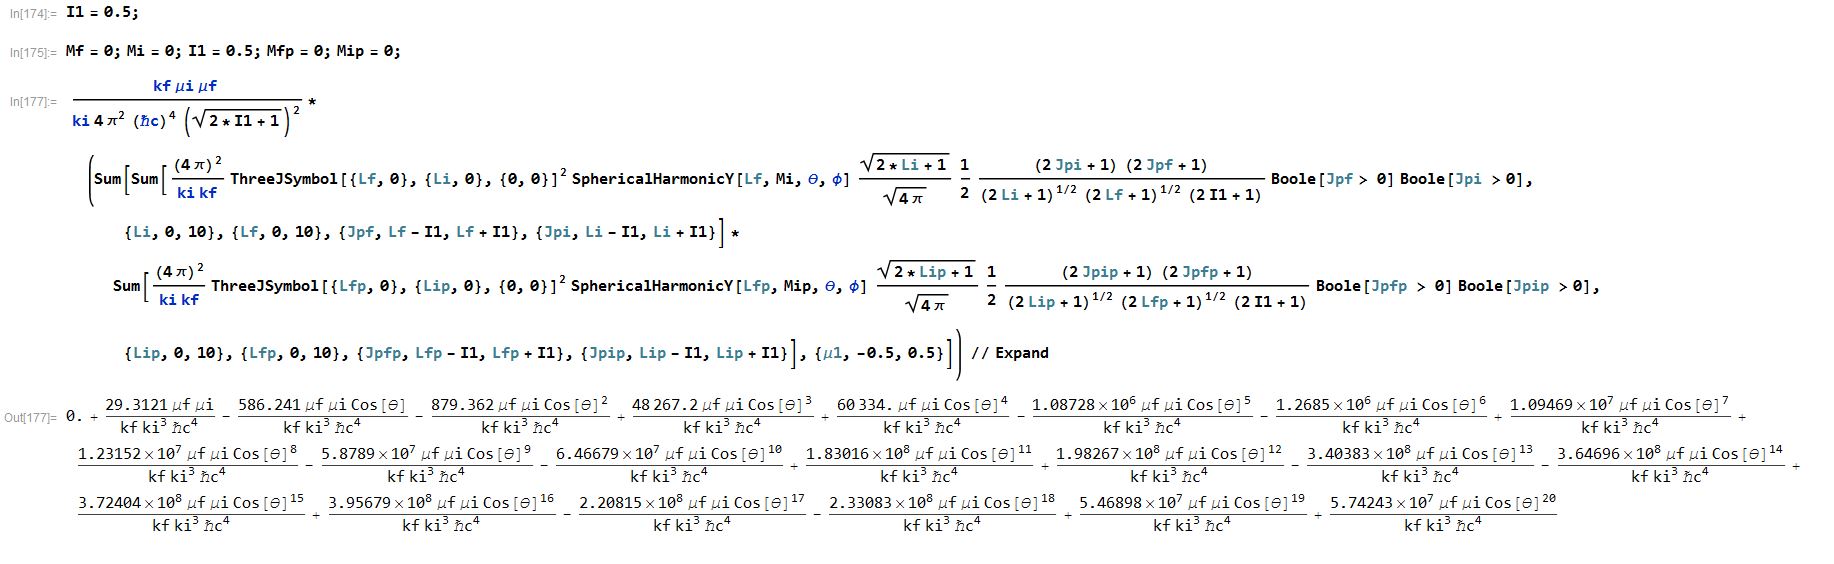 In[174]:= I1 = 0.5;
In[175]:= Mf = 0; Mi = 0; I1 = 0.5; Mfp = 0; Mip = 0;
In[177]:= kf μi μf / (ki 4 π^2 (ħc)^4 (√(2 * I1 + 1))^2) *
(Sum[Sum[(4 π)^2 / (ki kf) ThreeJSymbol[{Lf, 0}, {Li, 0}, {0, 0}]^2 SphericalHarmonicY[Lf, Mi, θ, ϕ] √(2 * Li + 1) / √(4 π) 1/2 (2 Jpi + 1) (2 Jpf + 1) / ((2 Li + 1)^1/2 (2 Lf + 1)^1/2 (2 I1 + 1)) Boole[Jpf > 0] Boole[Jpi > 0],
{Li, 0, 10}, {Lf, 0, 10}, {Jpf, Lf - I1, Lf + I1}, {Jpi, Li - I1, Li + I1}] *
Sum[(4 π)^2 / (ki kf) ThreeJSymbol[{Lfp, 0}, {Lip, 0}, {0, 0}]^2 SphericalHarmonicY[Lfp, Mip, θ, ϕ] √(2 * Lip + 1) / √(4 π) 1/2 (2 Jpip + 1) (2 Jpfp + 1) / ((2 Lip + 1)^1/2 (2 Lfp + 1)^1/2 (2 I1 + 1)) Boole[Jpfp > 0] Boole[Jpip > 0],
{Lip, 0, 10}, {Lfp, 0, 10}, {Jpfp, Lfp - I1, Lfp + I1}, {Jpip, Lip - I1, Lip + I1}], {μ1, -0.5, 0.5}]) // Expand
Out[177]= 0. + 29.3121 μf μi / (kf ki^3 ħc^4) - 586.241 μf μi Cos[θ] / (kf ki^3 ħc^4) - 879.362 μf μi Cos[θ]^2 / (kf ki^3 ħc^4) + 48 267.2 μf μi Cos[θ]^3 / (kf ki^3 ħc^4) + 60 334. μf μi Cos[θ]^4 / (kf ki^3 ħc^4) - 1.08728×10^6 μf μi Cos[θ]^5 / (kf ki^3 ħc^4) - 1.2685×10^6 μf μi Cos[θ]^6 / (kf ki^3 ħc^4) + 1.09469×10^7 μf μi Cos[θ]^7 / (kf ki^3 ħc^4) +
1.23152×10^7 μf μi Cos[θ]^8 / (kf ki^3 ħc^4) - 5.8789×10^7 μf μi Cos[θ]^9 / (kf ki^3 ħc^4) - 6.46679×10^7 μf μi Cos[θ]^10 / (kf ki^3 ħc^4) + 1.83016×10^8 μf μi Cos[θ]^11 / (kf ki^3 ħc^4) + 1.98267×10^8 μf μi Cos[θ]^12 / (kf ki^3 ħc^4) - 3.40383×10^8 μf μi Cos[θ]^13 / (kf ki^3 ħc^4) - 3.64696×10^8 μf μi Cos[θ]^14 / (kf ki^3 ħc^4) +
3.72404×10^8 μf μi Cos[θ]^15 / (kf ki^3 ħc^4) + 3.95679×10^8 μf μi Cos[θ]^16 / (kf ki^3 ħc^4) - 2.20815×10^8 μf μi Cos[θ]^17 / (kf ki^3 ħc^4) - 2.33083×10^8 μf μi Cos[θ]^18 / (kf ki^3 ħc^4) + 5.46898×10^7 μf μi Cos[θ]^19 / (kf ki^3 ħc^4) + 5.74243×10^7 μf μi Cos[θ]^20 / (kf ki^3 ħc^4)